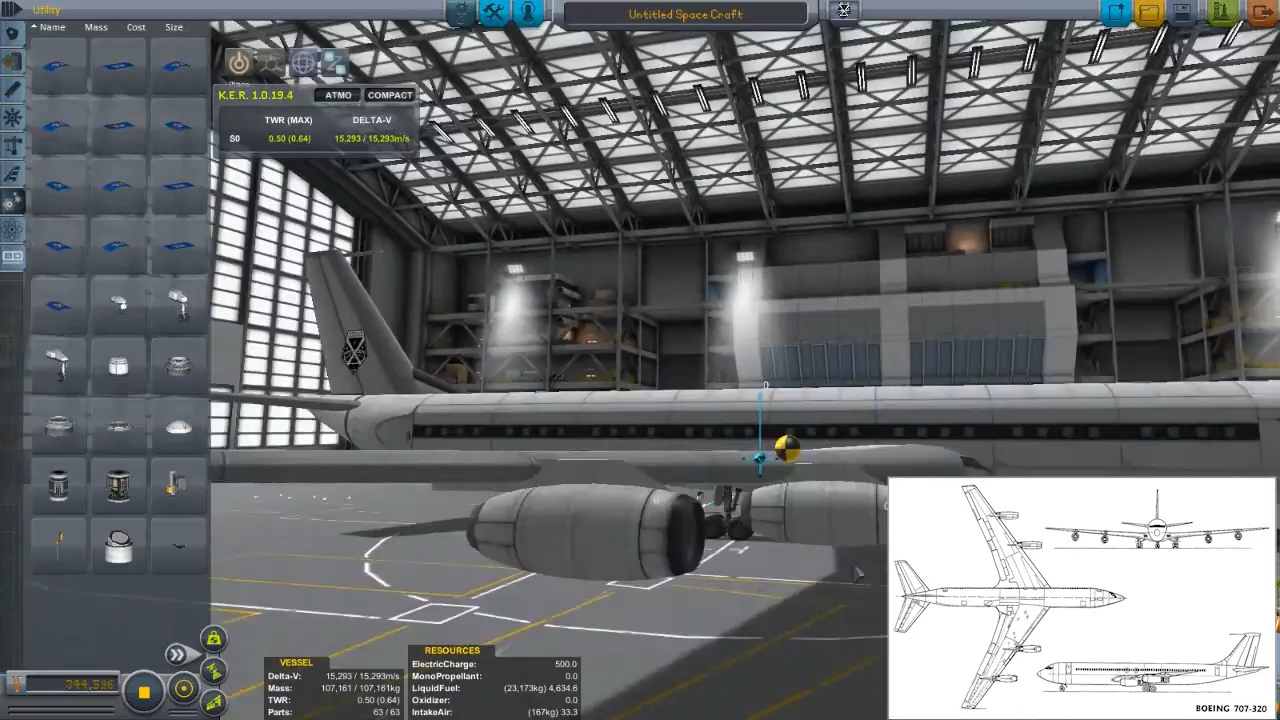 Utility
Untitled Space Craft
Name Mass Cost Size
K.E.R. 1.0.19.4 ATMO COMPACT
TWR (MAX) DELTA-V
S0 0.50 (0.64) 15,293 / 15,293m/s
VESSEL
Delta-V: 15,293 / 15,293m/s
Mass: 107,161 / 107,161kg
TWR: 0.50 (0.64)
Parts: 63 / 63
RESOURCES
ElectricCharge: 500.0
MonoPropellant: 0.0
LiquidFuel: (23,173kg) 4,634.6
Oxidizer: 0.0
IntakeAir: (167kg) 33.3
BOEING 707-320